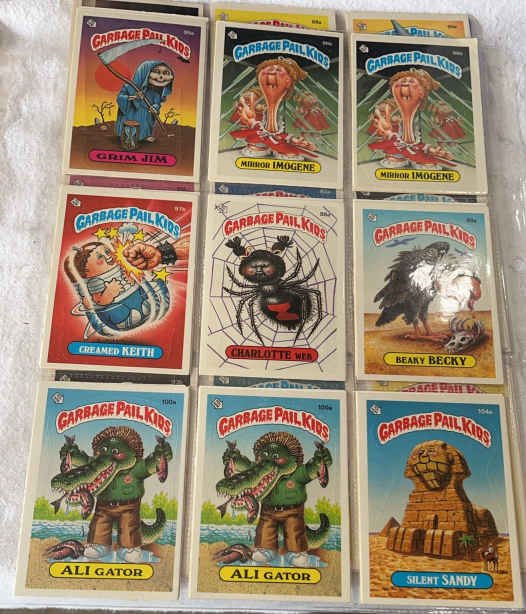 GARBAGE PAIL KIDS
GRIM JIM
GARBAGE PAIL KIDS
MIRROR IMOGENE
GARBAGE PAIL KIDS
MIRROR IMOGENE
97a
GARBAGE PAIL KIDS
CREAMED KEITH
GARBAGE PAIL KIDS
CHARLOTTE WEB
GARBAGE PAIL KIDS
BEAKY BECKY
100a
GARBAGE PAIL KIDS
ALI GATOR
100a
GARBAGE PAIL KIDS
ALI GATOR
104a
GARBAGE PAIL KIDS
SILENT SANDY